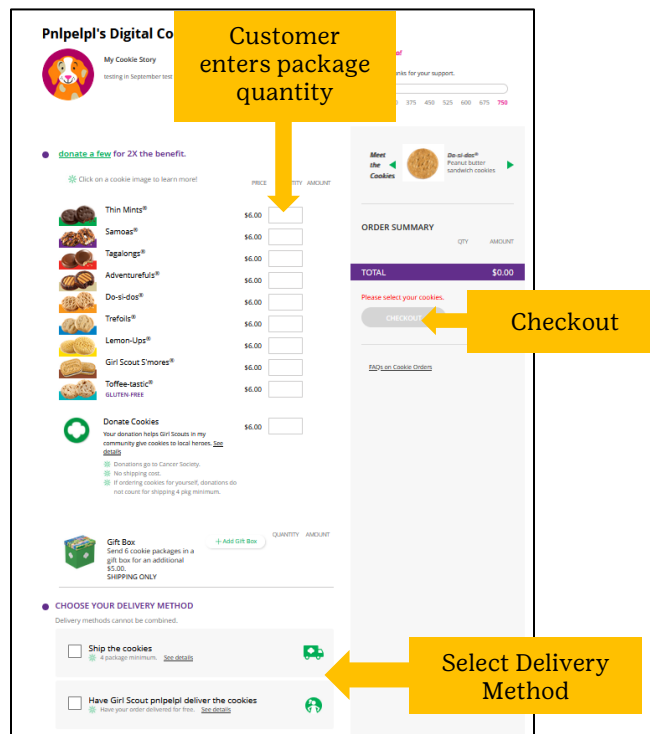 Pnlpelpl's Digital Co
Customer
enters package
quantity
My Cookie Story
testing in September test
for your support.
375 450 525 600 675 750
donate a few for 2X the benefit.
Click on a cookie image to learn more!
PRICE
AMOUNT
Meet
the
Cookies
Do-si-dos®
Peanut butter
sandwich cookies
Thin Mints® $6.00
Samoas® $6.00
Tagalongs® $6.00
Adventurefuls® $6.00
Do-si-dos® $6.00
Trefoils® $6.00
Lemon-Ups® $6.00
Girl Scout S'mores® $6.00
Toffee-tastic® $6.00
GLUTEN-FREE
ORDER SUMMARY
QTY AMOUNT
TOTAL $0.00
Please select your cookies.
CHECKOUT
Checkout
FAQs on Cookie Orders
Donate Cookies $6.00
Your donation helps Girl Scouts in my
community give cookies to local heroes. See
details
Donations go to Cancer Society.
No shipping cost.
If ordering cookies for yourself, donations do
not count for shipping 4 pkg minimum.
QUANTITY AMOUNT
Gift Box + Add Gift Box
Send 6 cookie packages in a
gift box for an additional
$5.00.
SHIPPING ONLY
CHOOSE YOUR DELIVERY METHOD
Delivery methods cannot be combined.
Ship the cookies
4 package minimum. See details
Have Girl Scout pnlpelpl deliver the cookies
Have your order delivered for free. See details
Select Delivery
Method